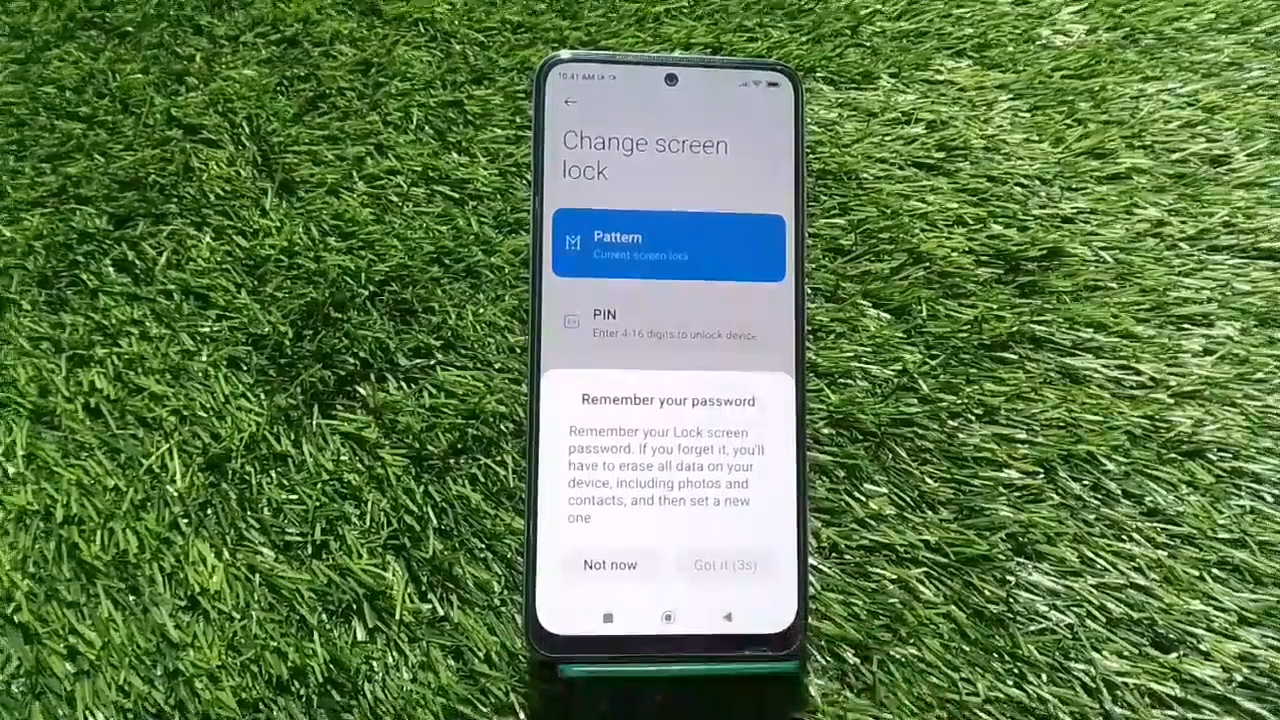 10:41 AM
Change screen
lock
Pattern
Current screen lock
PIN
Enter 4-16 digits to unlock device
Remember your password
Remember your Lock screen
password. If you forget it, you'll
have to erase all data on your
device, including photos and
contacts, and then set a new
one
Not now
Got it (3s)